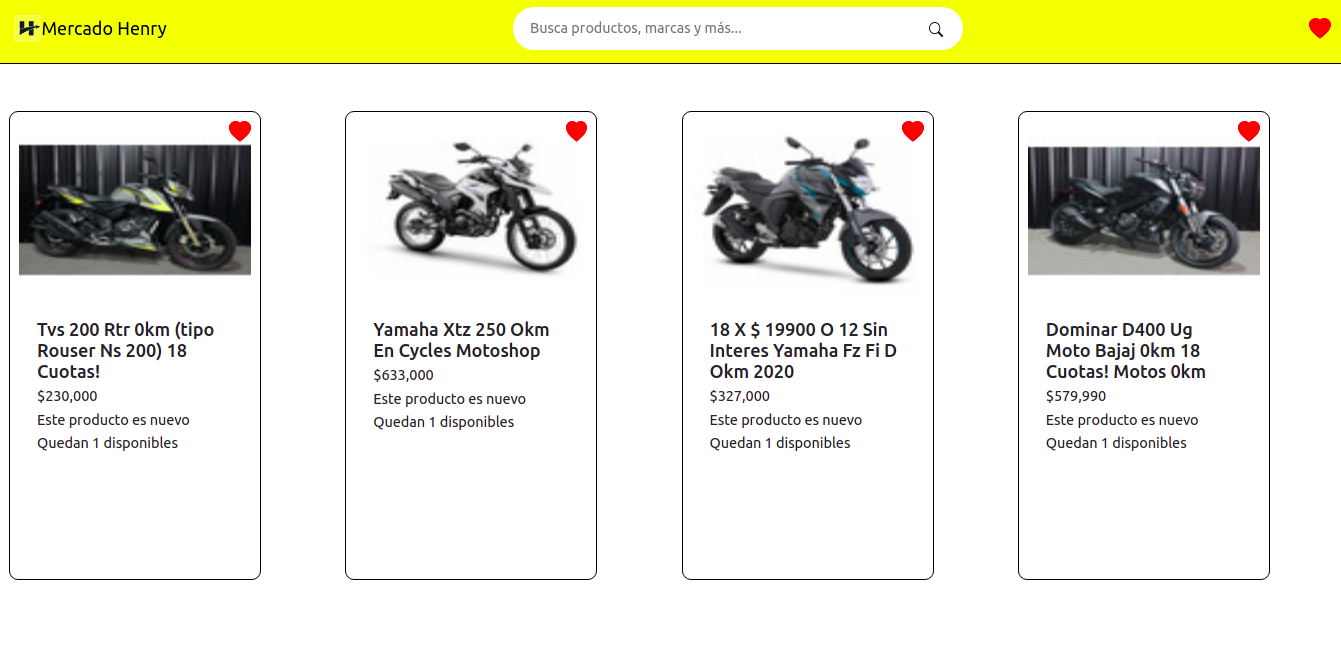 Mercado Henry
Busca productos, marcas y más...
Tvs 200 Rtr 0km (tipo
Rouser Ns 200) 18
Cuotas!
$230,000
Este producto es nuevo
Quedan 1 disponibles
Yamaha Xtz 250 Okm
En Cycles Motoshop
$633,000
Este producto es nuevo
Quedan 1 disponibles
18 X $ 19900 O 12 Sin
Interes Yamaha Fz Fi D
Okm 2020
$327,000
Este producto es nuevo
Quedan 1 disponibles
Dominar D400 Ug
Moto Bajaj 0km 18
Cuotas! Motos 0km
$579,990
Este producto es nuevo
Quedan 1 disponibles